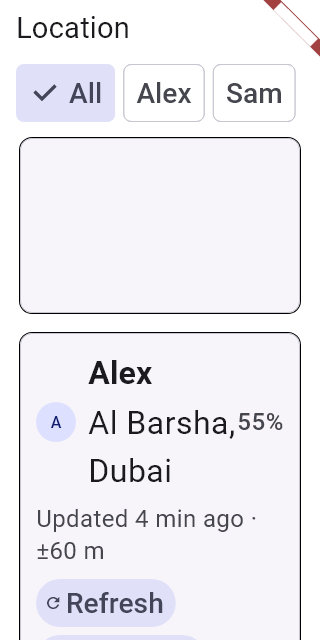 Location
All
Alex
Sam
Alex
A
Al Barsha,
55%
Dubai
Updated 4 min ago ·
±60 m
Refresh